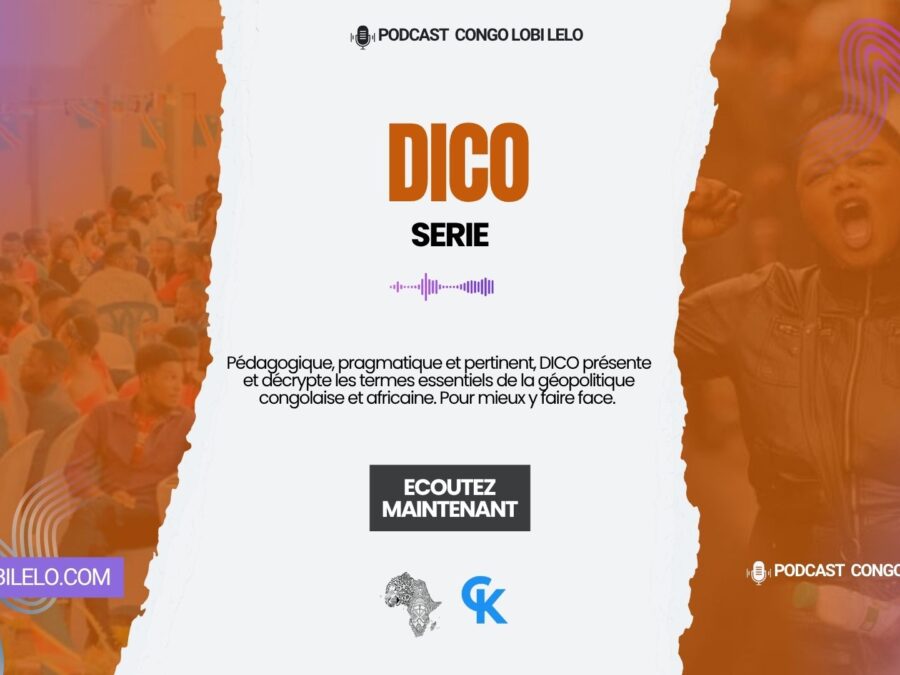 PODCAST CONGO LOBI LELO
DICO
SERIE
Pédagogique, pragmatique et pertinent, DICO présente
et décrypte les termes essentiels de la géopolitique
congolaise et africaine. Pour mieux y faire face.
ECOUTEZ
MAINTENANT
CK
BILELO.COM
PODCAST CONGO